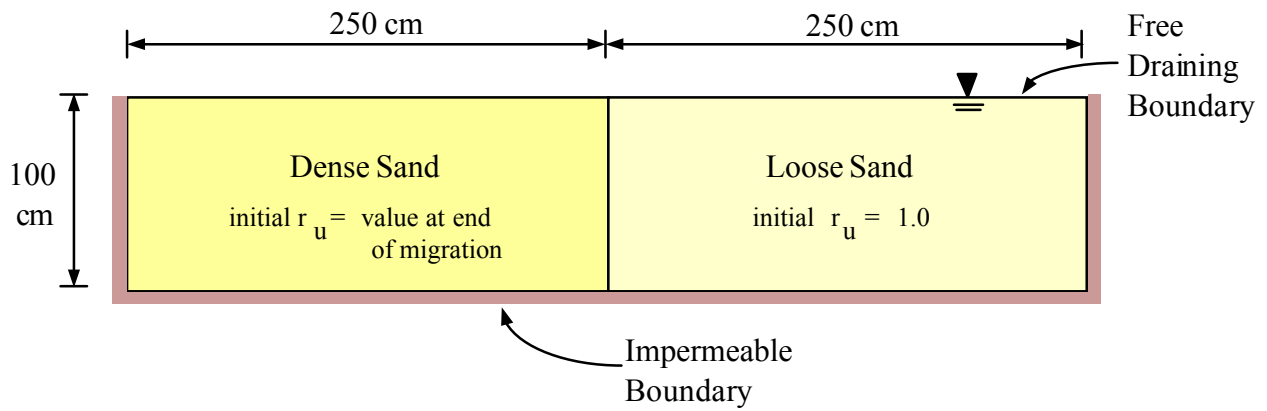 250 cm
250 cm
Free
Draining
Boundary
100
cm
Dense Sand
initial r u = value at end
of migration
Loose Sand
initial r u = 1.0
Impermeable
Boundary